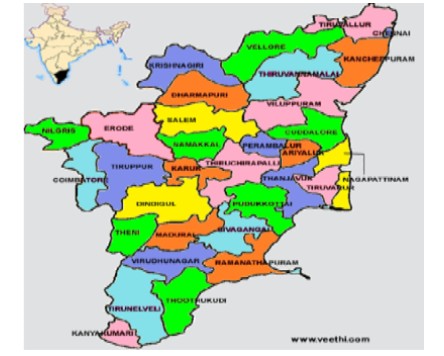 TIRUVALLUR
CHENNAI
VELLORE
KANCHEEPURAM
KRISHNAGIRI
THIRUVANNAMALAI
DHARMAPURI
VILUPPURAM
SALEM
ERODE
NILGRIS
CUDDALORE
NAMAKKAL
PERAMBALUR
ARIYALUR
THIRUCHIRAPALLI
TIRUPPUR
KARUR
COIMBATORE
THANJAVUR
NAGAPATTINAM
TIRUVARUR
DINDIGUL
PUDUKKOTTAI
THENI
MADURAI
SIVAGANGAI
VIRUDHUNAGAR
RAMANATHAPURAM
THOOTHUKUDI
TIRUNELVELI
KANYAKUMARI
www.veethi.com